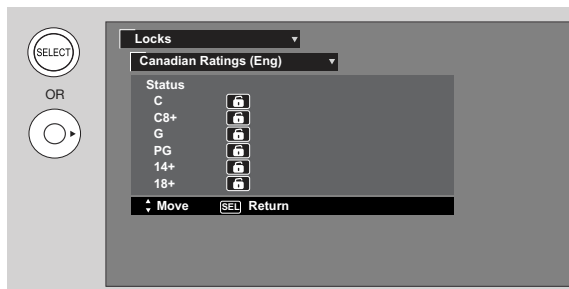 SELECT
OR
Locks
Canadian Ratings (Eng)
Status
C
C8+
G
PG
14+
18+
Move SEL Return